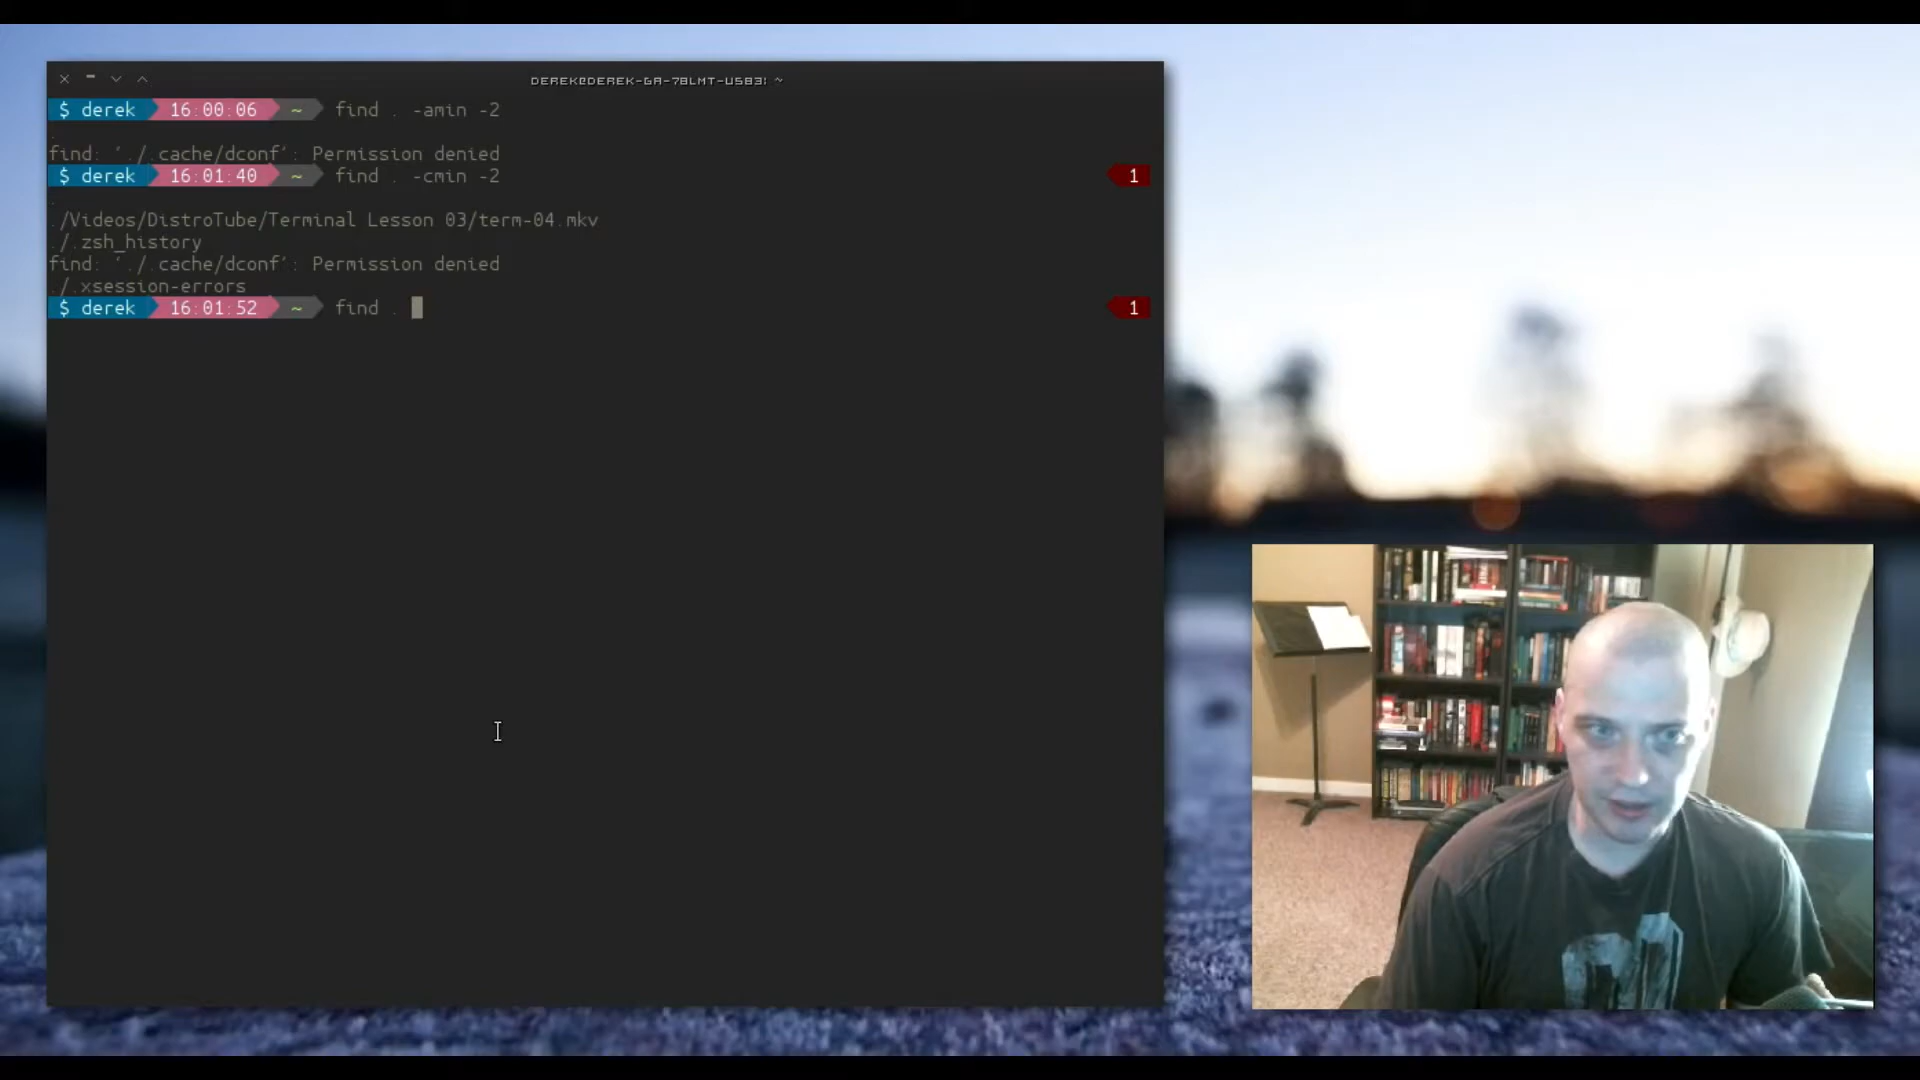 DEREK@DEREK-GA-78LMT-USB3: ~
$ derek 16:00:06 ~ find . -amin -2
.
find: ‘./.cache/dconf’: Permission denied
$ derek 16:01:40 ~ find . -cmin -2 1
.
./Videos/DistroTube/Terminal Lesson 03/term-04.mkv
./.zsh_history
find: ‘./.cache/dconf’: Permission denied
./.xsession-errors
$ derek 16:01:52 ~ find . 1